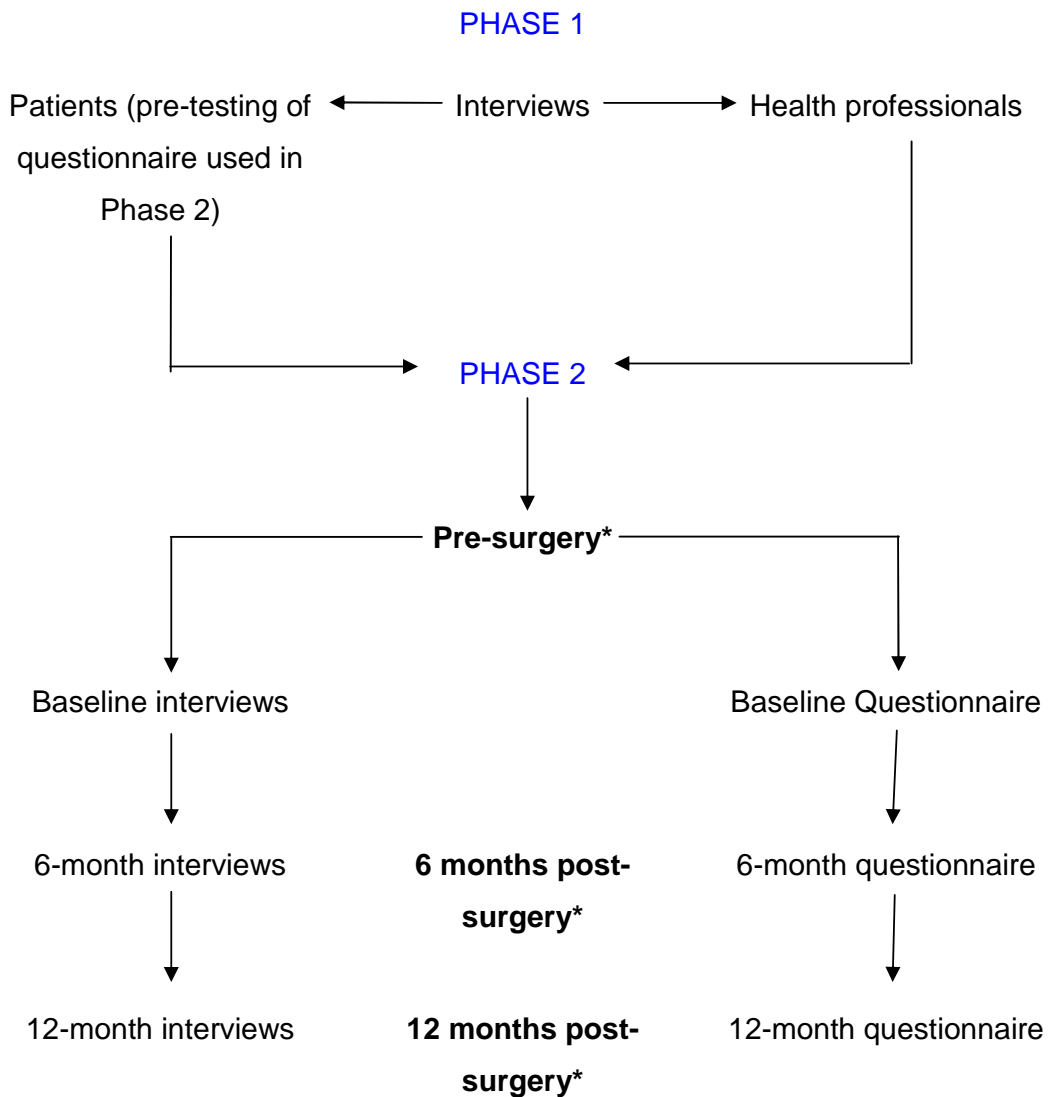 PHASE 1
Patients (pre-testing of
questionnaire used in
Phase 2)
Interviews
Health professionals
PHASE 2
Pre-surgery*
Baseline interviews
Baseline Questionnaire
6-month interviews
6 months post-
surgery*
6-month questionnaire
12-month interviews
12 months post-
surgery*
12-month questionnaire